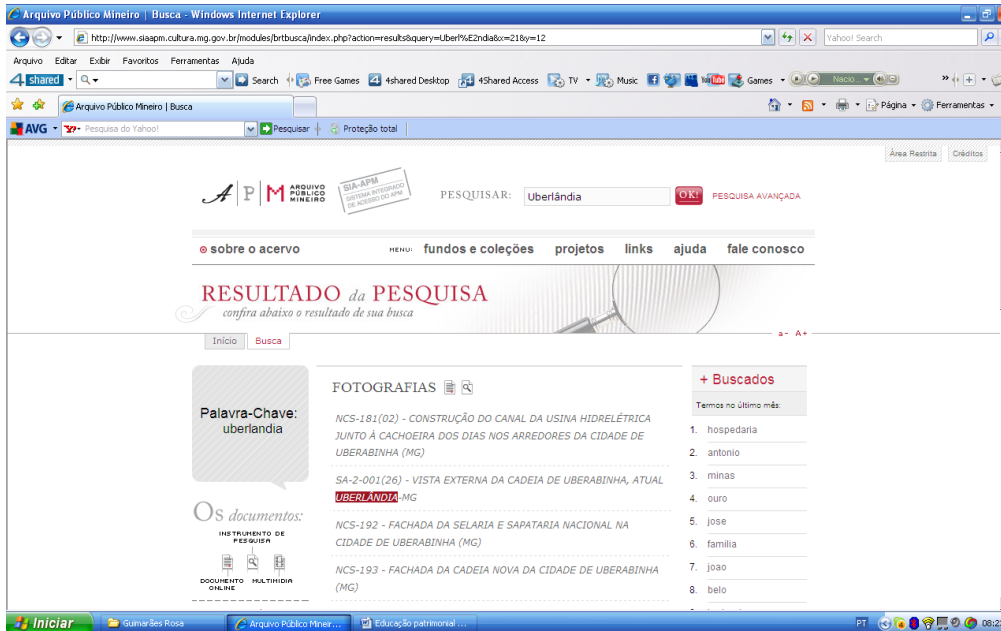 Arquivo Público Mineiro | Busca - Windows Internet Explorer
http://www.siaapm.cultura.mg.gov.br/modules/brtbusca/index.php?action=results&query=Uberl%E2ndia&x=21&y=12
Yahoo! Search
Arquivo Editar Exibir Favoritos Ferramentas Ajuda
4 shared Search Free Games 4shared Desktop 4Shared Access TV Music YouTube Games Nacio...
Arquivo Público Mineiro | Busca Página Ferramentas
AVG Pesquisa do Yahoo! Pesquisar Proteção total
Área Restrita Créditos
A P M ARQUIVO PÚBLICO MINEIRO
SIA-APM
SISTEMA INTEGRADO
DE ACESSO DO APM
PESQUISAR: Uberlândia OK! PESQUISA AVANÇADA
sobre o acervo MENU: fundos e coleções projetos links ajuda fale conosco
RESULTADO da PESQUISA
confira abaixo o resultado de sua busca
a- A+
Início Busca
Palavra-Chave:
uberlandia
Os documentos:
INSTRUMENTO DE
PESQUISA
DOCUMENTO
ONLINE
MULTIMIDIA
FOTOGRAFIAS
NCS-181(02) - CONSTRUÇÃO DO CANAL DA USINA HIDRELÉTRICA
JUNTO À CACHOEIRA DOS DIAS NOS ARREDORES DA CIDADE DE
UBERABINHA (MG)
SA-2-001(26) - VISTA EXTERNA DA CADEIA DE UBERABINHA, ATUAL
UBERLÂNDIA-MG
NCS-192 - FACHADA DA SELARIA E SAPATARIA NACIONAL NA
CIDADE DE UBERABINHA (MG)
NCS-193 - FACHADA DA CADEIA NOVA DA CIDADE DE UBERABINHA
(MG)
+ Buscados
Termos no último mês:
1. hospedaria
2. antonio
3. minas
4. ouro
5. jose
6. familia
7. joao
8. belo
Iniciar Guimarães Rosa Arquivo Público Mineir... Educação patrimonial ... PT